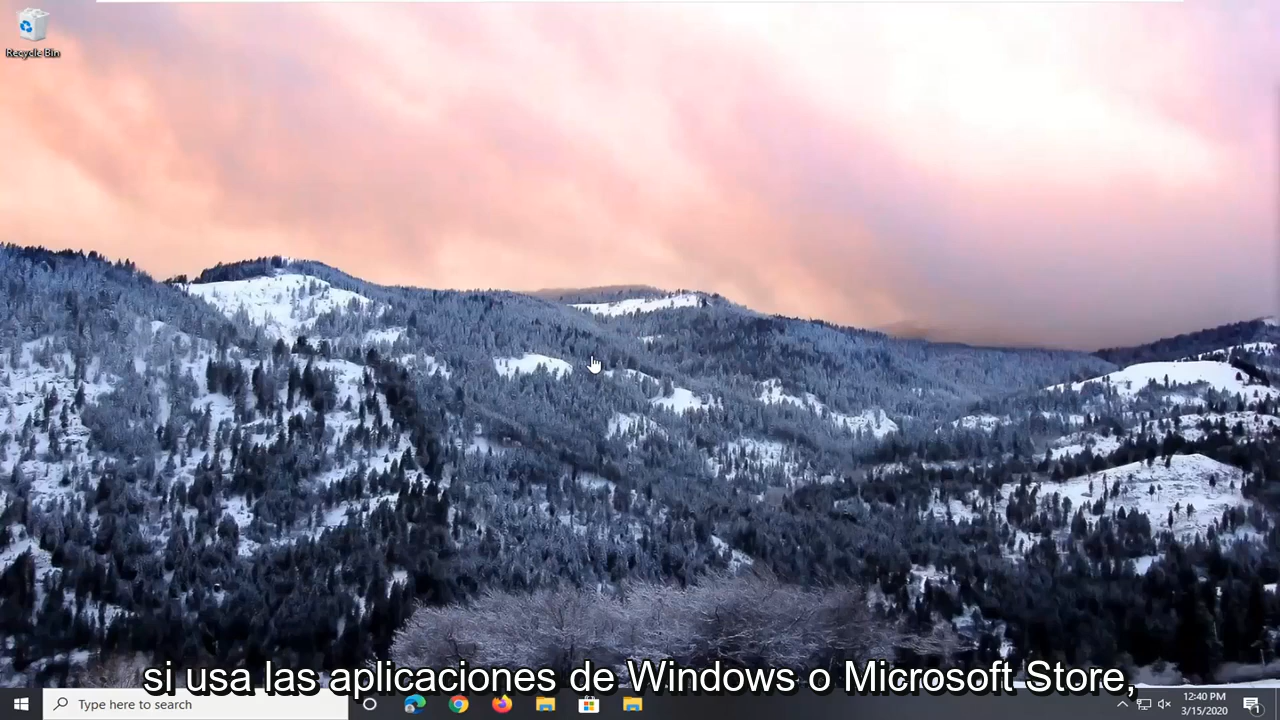 Recycle Bin
si usa las aplicaciones de Windows o Microsoft Store,
Type here to search
12:40 PM
3/15/2020
1